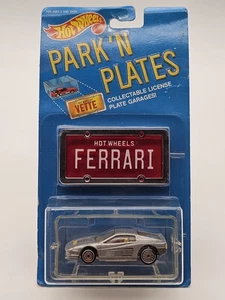 Hot Wheels
PARK'N
PLATES
VETTE
COLLECTABLE LICENSE
PLATE GARAGES!
HOT WHEELS
FERRARI